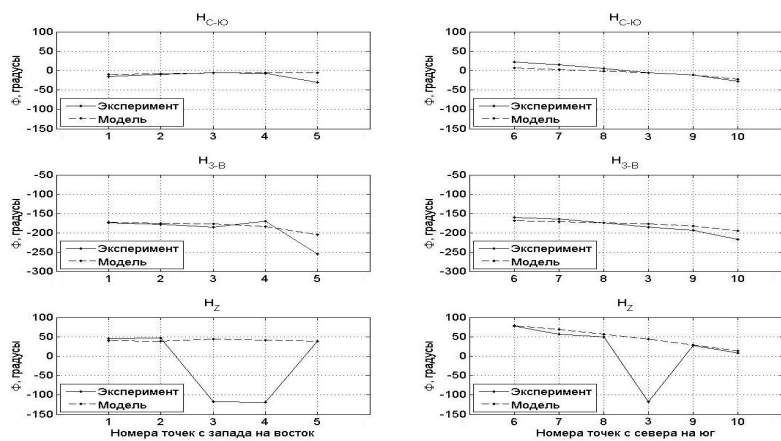 H_С-Ю
Ф, градусы
100
50
0
-50
-100
-150
Эксперимент
Модель
1 2 3 4 5
H_С-Ю
Ф, градусы
100
50
0
-50
-100
-150
Эксперимент
Модель
6 7 8 3 9 10
H_З-В
Ф, градусы
-50
-100
-150
-200
-250
-300
Эксперимент
Модель
1 2 3 4 5
H_З-В
Ф, градусы
-50
-100
-150
-200
-250
-300
Эксперимент
Модель
6 7 8 3 9 10
H_Z
Ф, градусы
100
50
0
-50
-100
-150
Эксперимент
Модель
1 2 3 4 5
Номера точек с запада на восток
H_Z
Ф, градусы
100
50
0
-50
-100
-150
Эксперимент
Модель
6 7 8 3 9 10
Номера точек с севера на юг